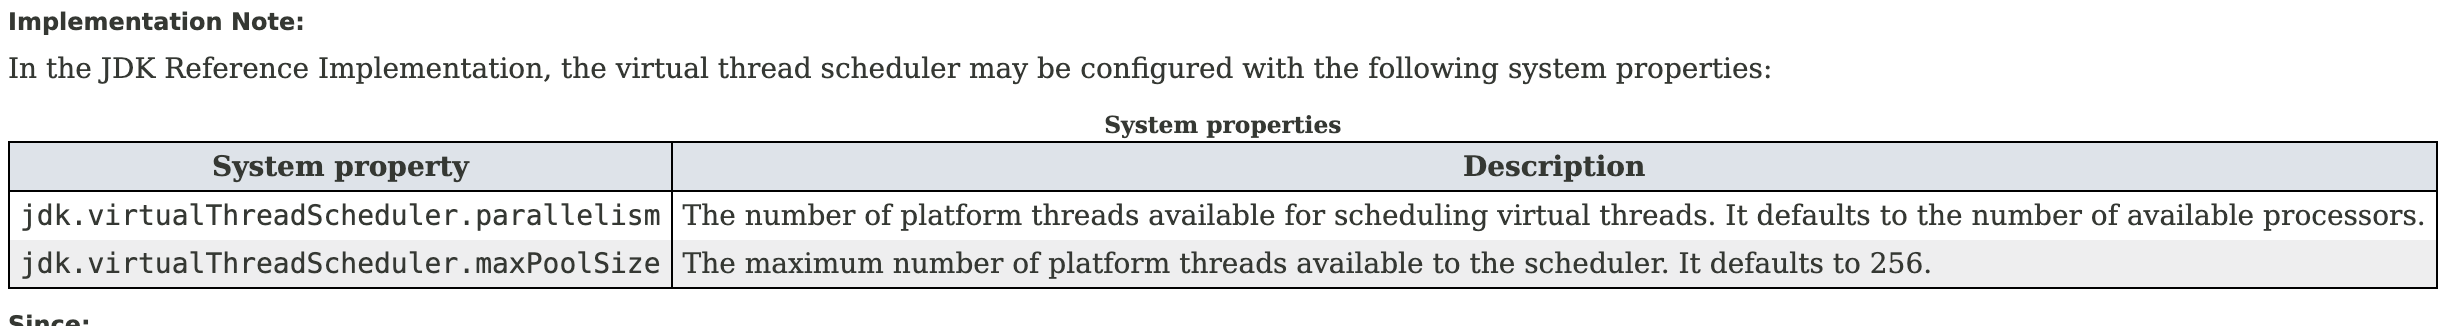 Implementation Note:
In the JDK Reference Implementation, the virtual thread scheduler may be configured with the following system properties:
System properties
System property Description
jdk.virtualThreadScheduler.parallelism The number of platform threads available for scheduling virtual threads. It defaults to the number of available processors.
jdk.virtualThreadScheduler.maxPoolSize The maximum number of platform threads available to the scheduler. It defaults to 256.
Since: